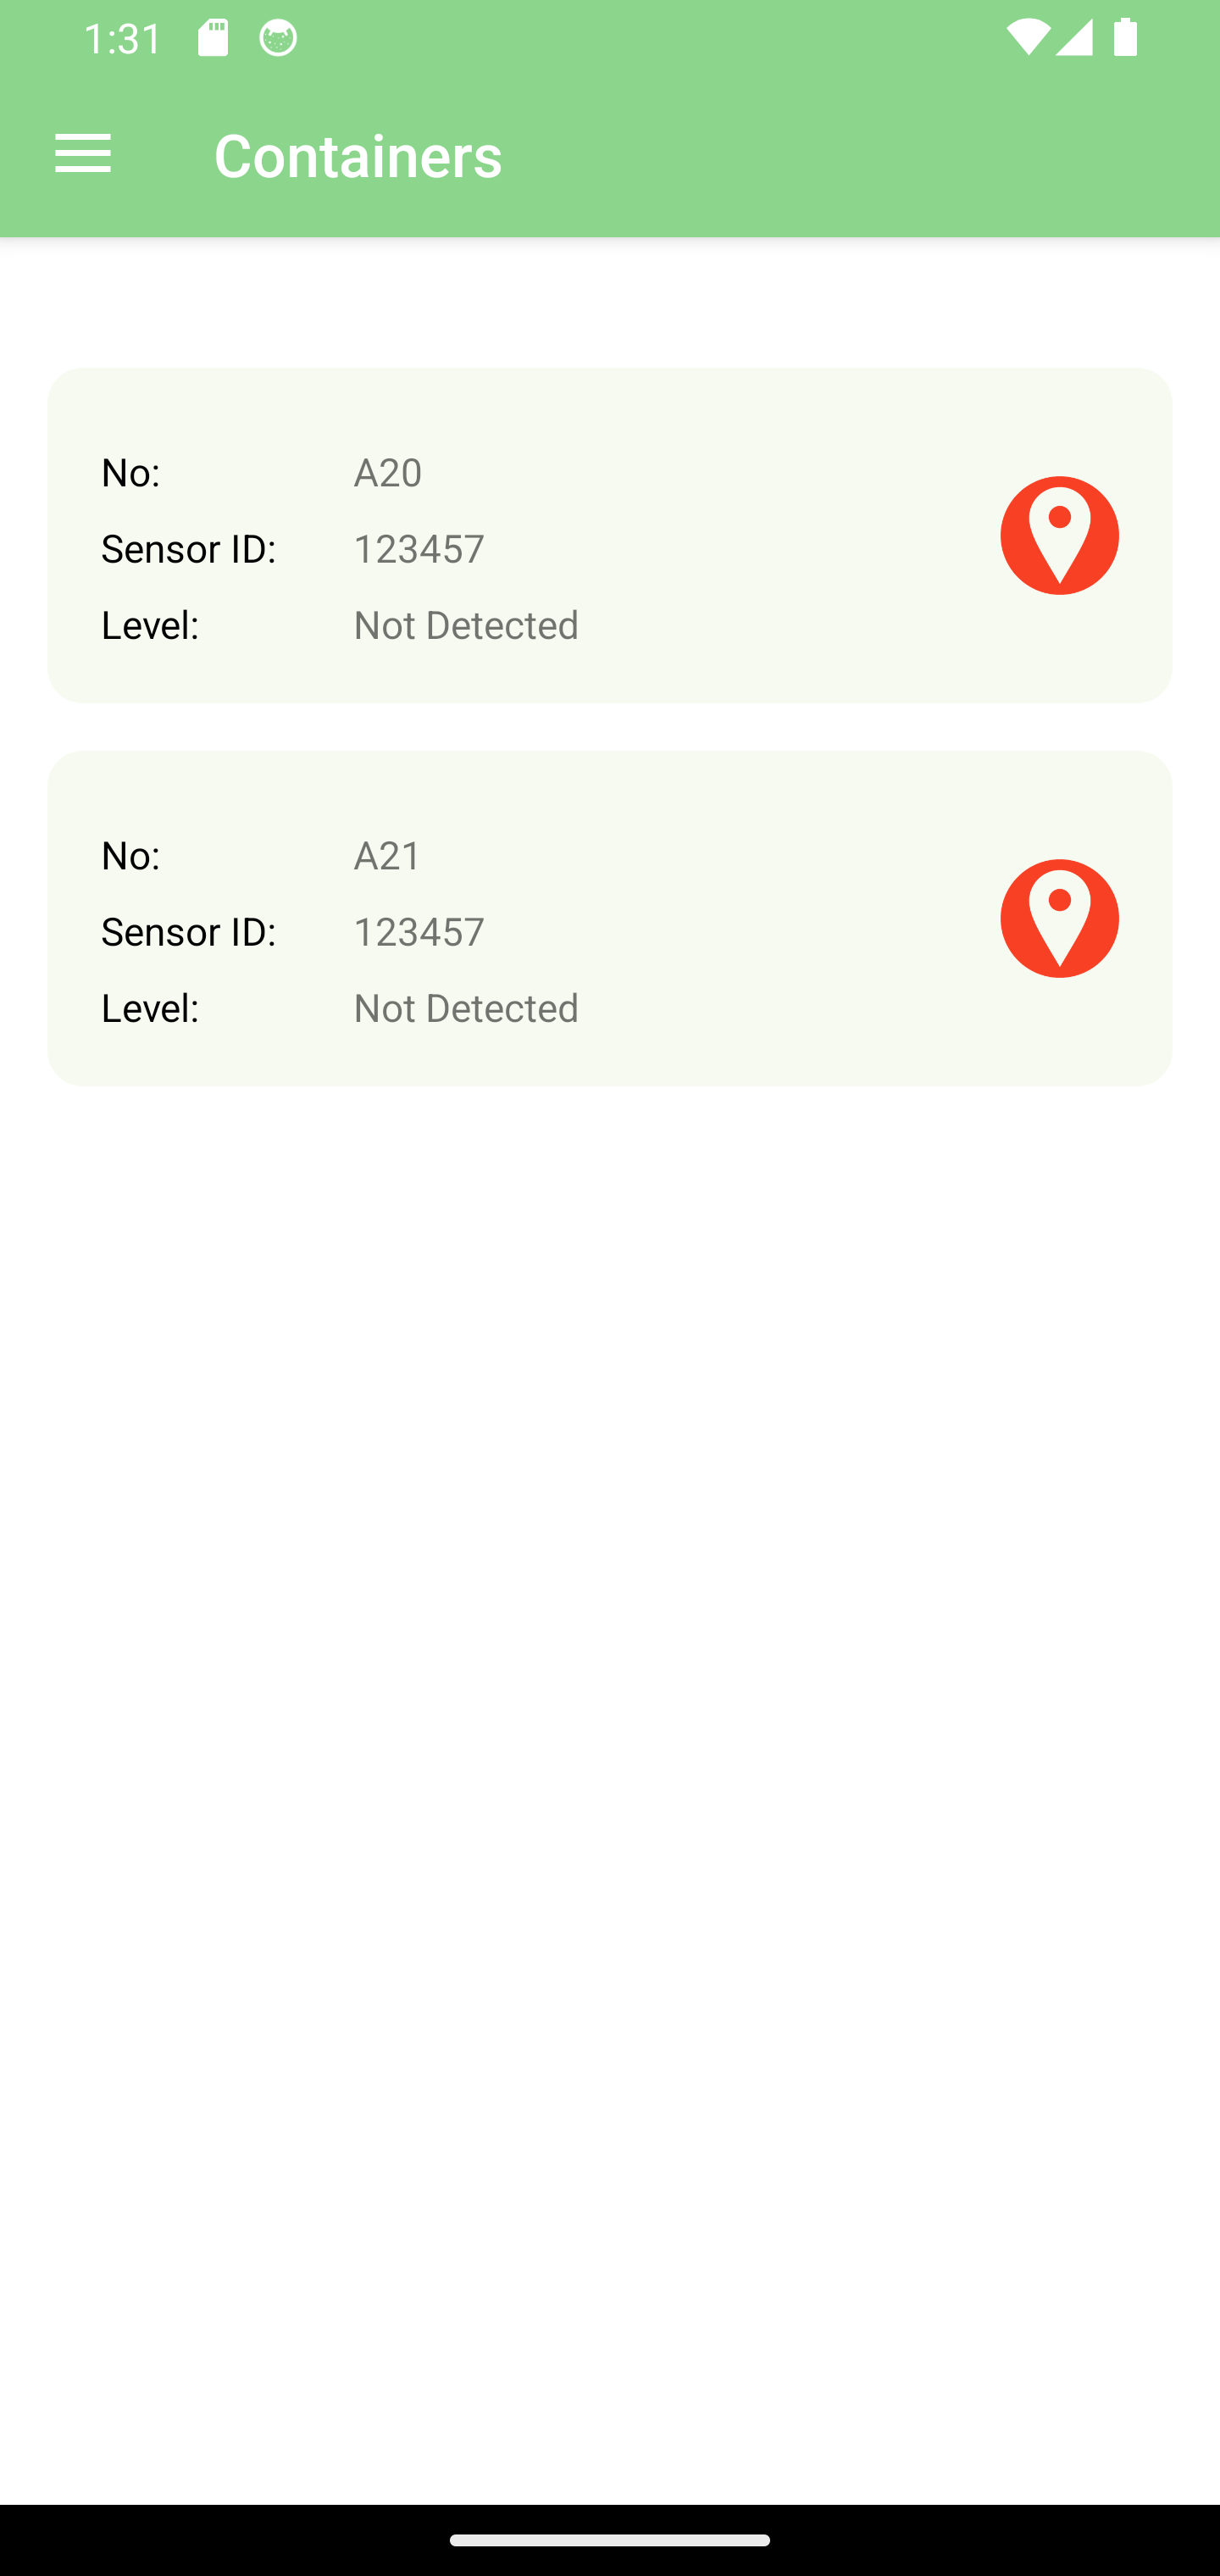 1:31
Containers
No: A20
Sensor ID: 123457
Level: Not Detected
No: A21
Sensor ID: 123457
Level: Not Detected